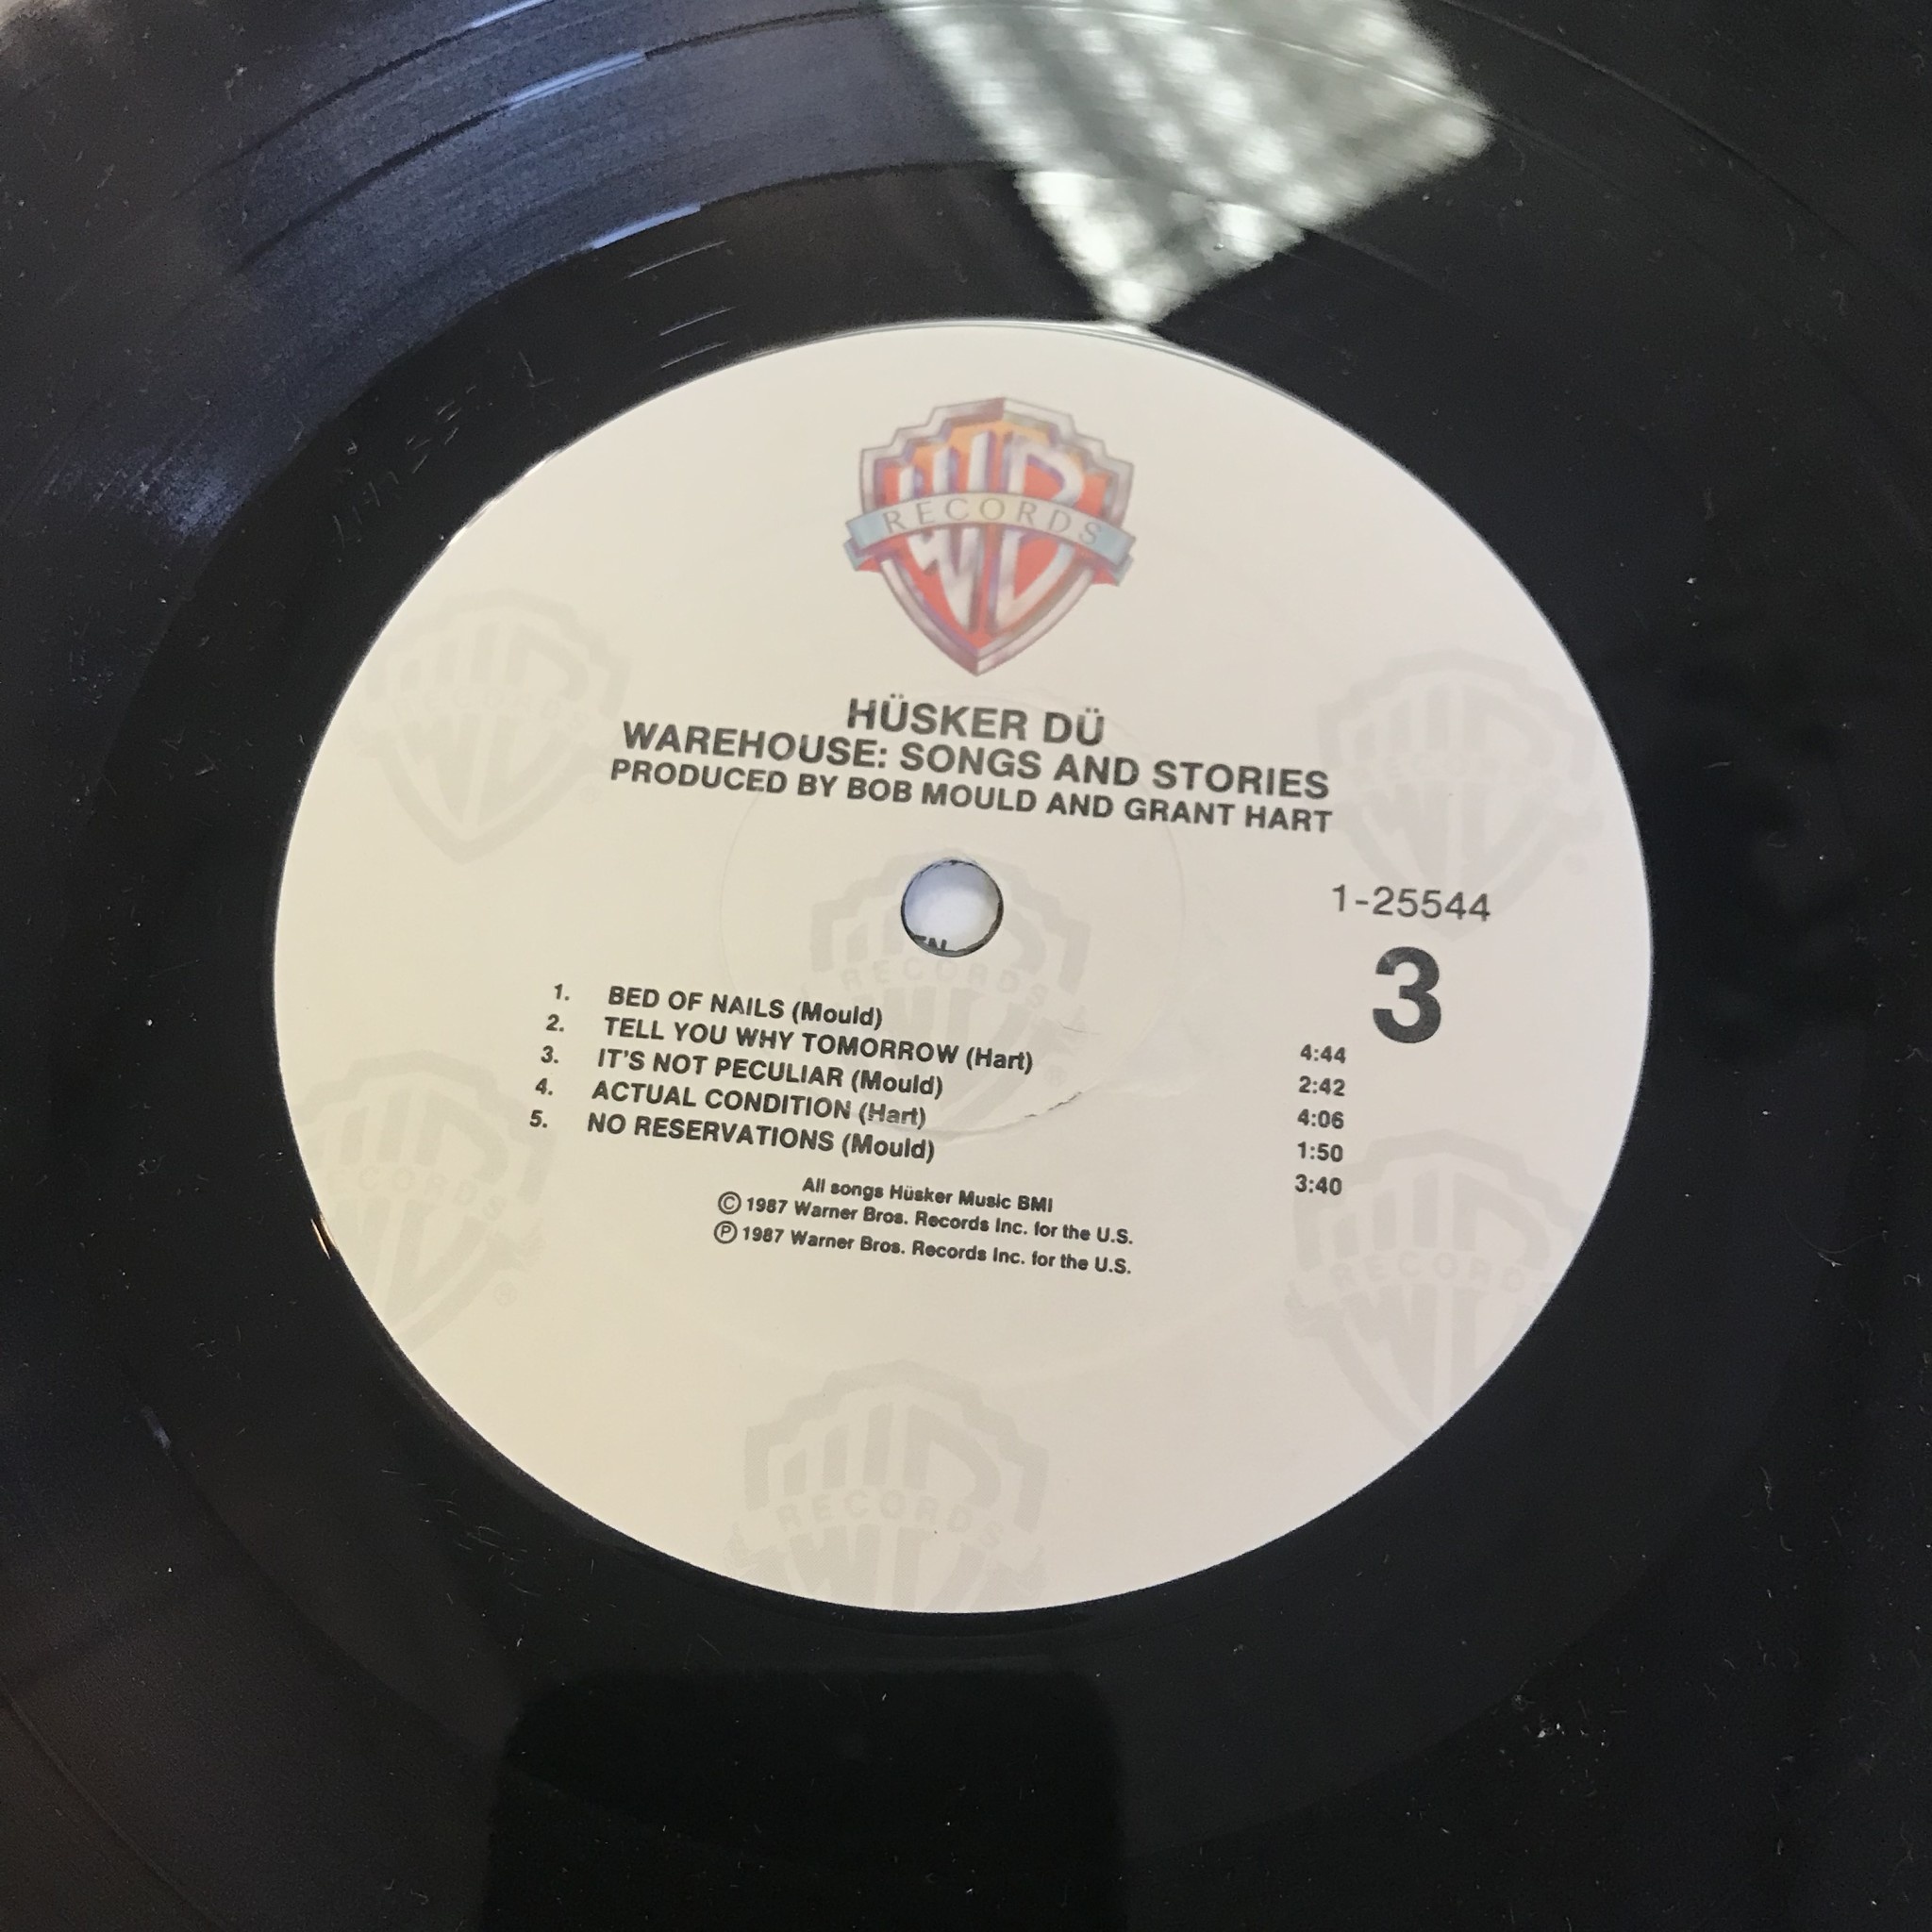 WB
RECORDS
HÜSKER DÜ
WAREHOUSE: SONGS AND STORIES
PRODUCED BY BOB MOULD AND GRANT HART
1-25544
3
1. BED OF NAILS (Mould) 4:44
2. TELL YOU WHY TOMORROW (Hart) 2:42
3. IT'S NOT PECULIAR (Mould) 4:06
4. ACTUAL CONDITION (Hart) 1:50
5. NO RESERVATIONS (Mould) 3:40
All songs Hüsker Music BMI
Ⓒ 1987 Warner Bros. Records Inc. for the U.S.
Ⓟ 1987 Warner Bros. Records Inc. for the U.S.